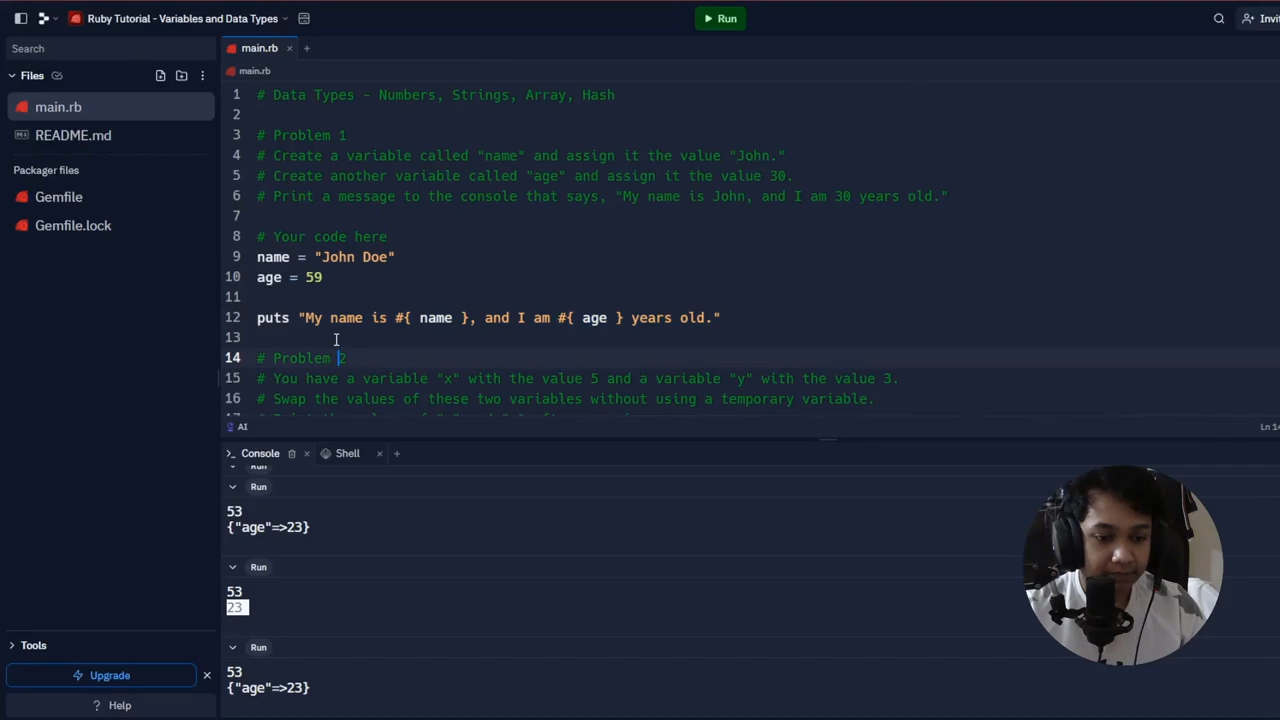 Ruby Tutorial - Variables and Data Types
Run
Invi
Search
main.rb
Files
main.rb
main.rb
README.md
Packager files
Gemfile
Gemfile.lock
1 # Data Types - Numbers, Strings, Array, Hash
2
3 # Problem 1
4 # Create a variable called "name" and assign it the value "John."
5 # Create another variable called "age" and assign it the value 30.
6 # Print a message to the console that says, "My name is John, and I am 30 years old."
7
8 # Your code here
9 name = "John Doe"
10 age = 59
11
12 puts "My name is #{ name }, and I am #{ age } years old."
13
14 # Problem 2
15 # You have a variable "x" with the value 5 and a variable "y" with the value 3.
16 # Swap the values of these two variables without using a temporary variable.
AI
Ln 14
Console
Shell
Run
Run
53
{"age"=>23}
Run
53
23
Run
53
{"age"=>23}
Tools
Upgrade
? Help